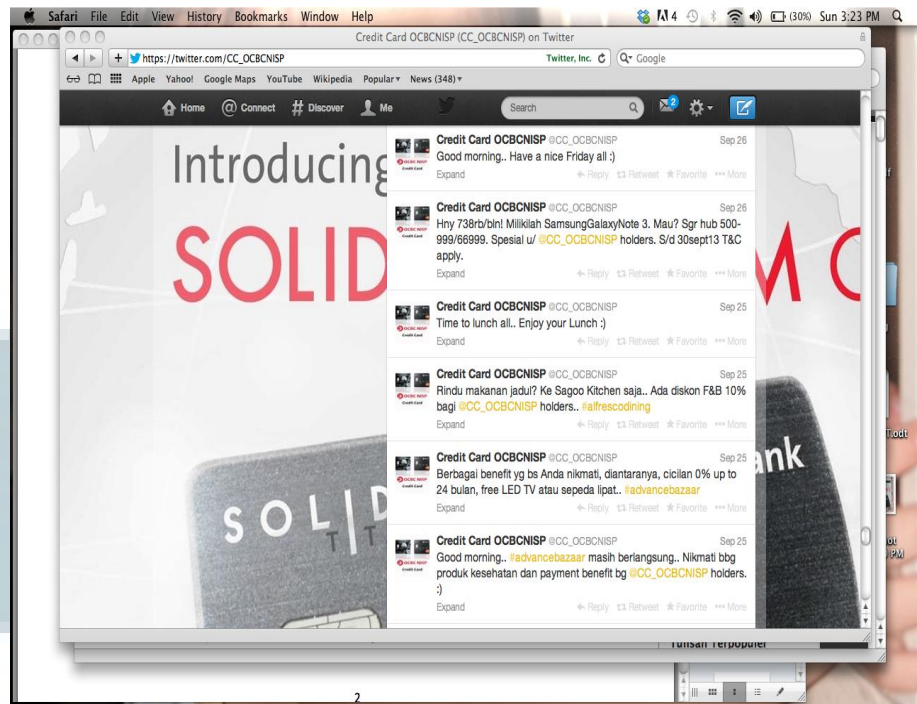 Safari File Edit View History Bookmarks Window Help 4 (30%) Sun 3:23 PM
Credit Card OCBCNISP (CC_OCBCNISP) on Twitter
https://twitter.com/CC_OCBCNISP Twitter, Inc. Google
Apple Yahoo! Google Maps YouTube Wikipedia Popular News (348)
Home @ Connect # Discover Me Search 2
Introducing
SOLID M C
SOLID
T T
ank
Credit Card OCBCNISP @CC_OCBCNISP Sep 26
Good morning.. Have a nice Friday all :)
Expand Reply Retweet Favorite More
Credit Card OCBCNISP @CC_OCBCNISP Sep 26
Hny 738rb/bln! Milikilah SamsungGalaxyNote 3. Mau? Sgr hub 500-
999/66999. Spesial u/ @CC_OCBCNISP holders. S/d 30sept13 T&C
apply.
Expand Reply Retweet Favorite More
Credit Card OCBCNISP @CC_OCBCNISP Sep 25
Time to lunch all.. Enjoy your Lunch :)
Expand Reply Retweet Favorite More
Credit Card OCBCNISP @CC_OCBCNISP Sep 25
Rindu makanan jadul? Ke Sagoo Kitchen saja.. Ada diskon F&B 10%
bagi @CC_OCBCNISP holders.. #alfrescodining
Expand Reply Retweet Favorite More
Credit Card OCBCNISP @CC_OCBCNISP Sep 25
Berbagai benefit yg bs Anda nikmati, diantaranya, cicilan 0% up to
24 bulan, free LED TV atau sepeda lipat.. #advancebazaar
Expand Reply Retweet Favorite More
Credit Card OCBCNISP @CC_OCBCNISP Sep 25
Good morning.. #advancebazaar masih berlangsung.. Nikmati bbg
produk kesehatan dan payment benefit bg @CC_OCBCNISP holders.
:)
Expand Reply Retweet Favorite More
T.odt
PM
Tulisan Terpopuler
2